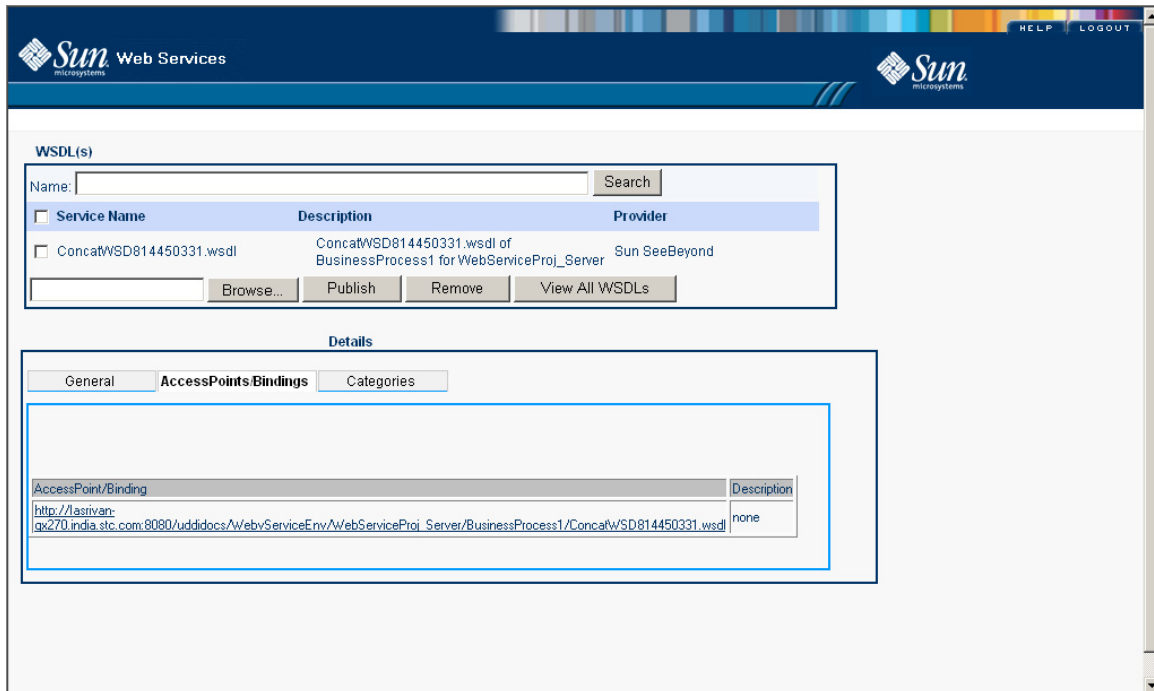 HELP LOGOUT
Sun microsystems Web Services
Sun microsystems
WSDL(s)
Name: Search
Service Name Description Provider
ConcatWSD814450331.wsdl ConcatWSD814450331.wsdl of BusinessProcess1 for WebServiceProj_Server Sun SeeBeyond
Browse... Publish Remove View All WSDLs
Details
General AccessPoints/Bindings Categories
AccessPoint/Binding Description
http://lasrivan-
gx270.india.stc.com:8080/uddidocs/WebvServiceEnv/WebServiceProj_Server/BusinessProcess1/ConcatWSD814450331.wsdl none